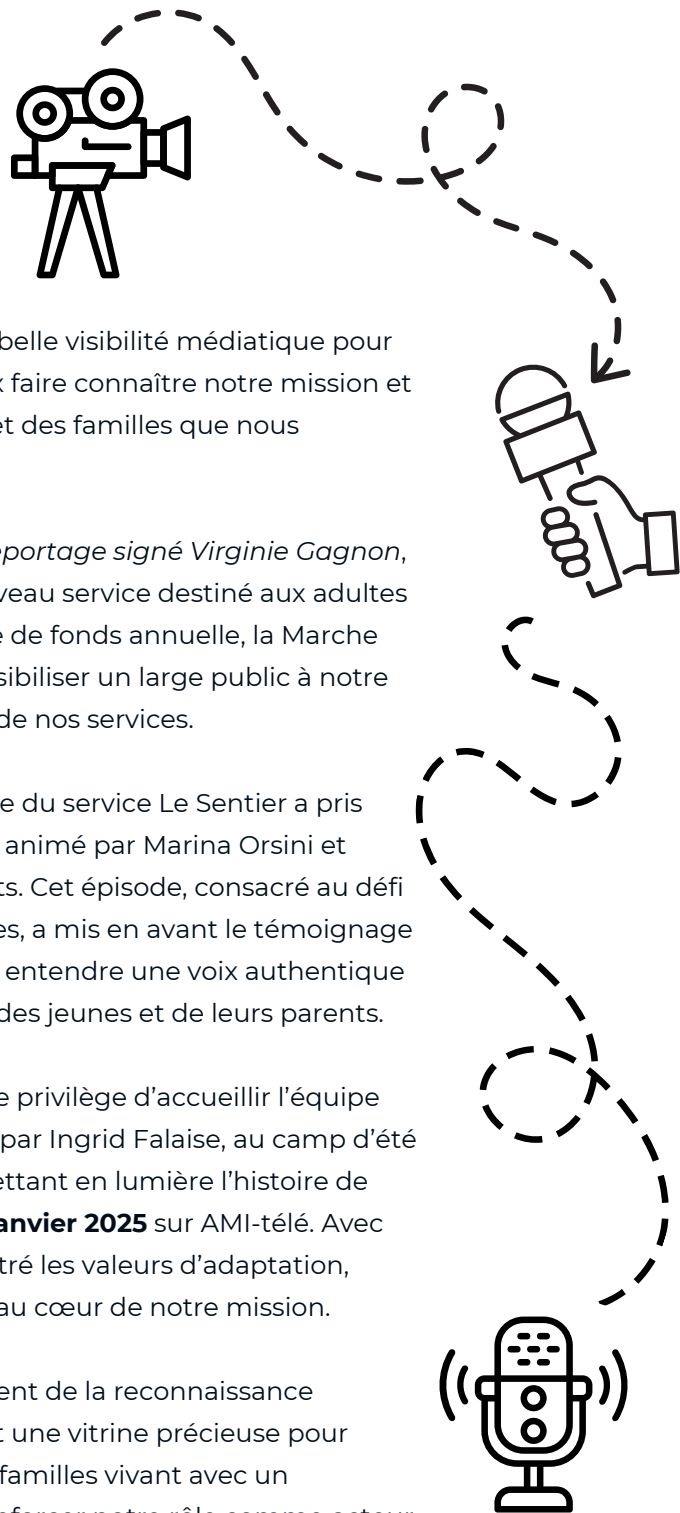 belle visibilité médiatique pour
faire connaître notre mission et
et des familles que nous
portage signé Virginie Gagnon,
veau service destiné aux adultes
de fonds annuelle, la Marche
sibiliser un large public à notre
de nos services.
e du service Le Sentier a pris
animé par Marina Orsini et
ts. Cet épisode, consacré au défi
es, a mis en avant le témoignage
entendre une voix authentique
des jeunes et de leurs parents.
e privilège d’accueillir l’équipe
par Ingrid Falaise, au camp d’été
ettant en lumière l’histoire de
anvier 2025 sur AMI-télé. Avec
tré les valeurs d’adaptation,
au cœur de notre mission.
ent de la reconnaissance
t une vitrine précieuse pour
familles vivant avec un
nforcer notre rôle comme acteur